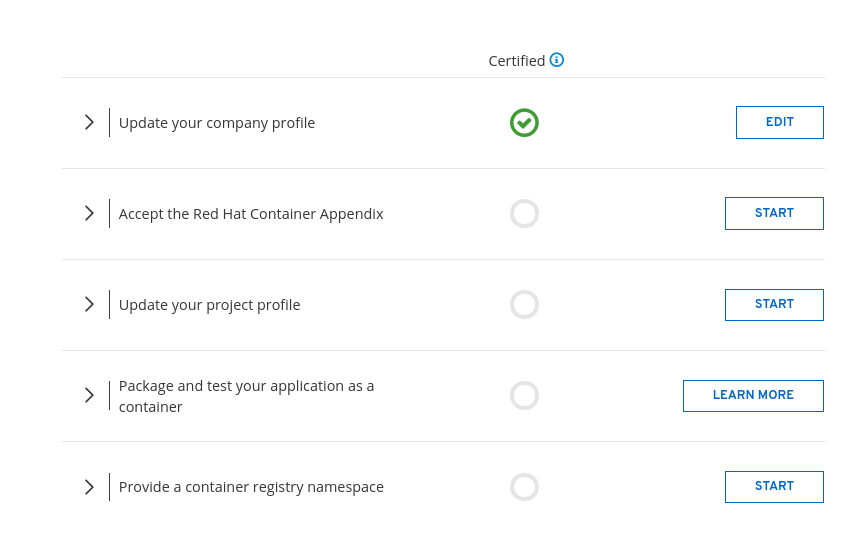 Certified
Update your company profile
EDIT
Accept the Red Hat Container Appendix
START
Update your project profile
START
Package and test your application as a
container
LEARN MORE
Provide a container registry namespace
START